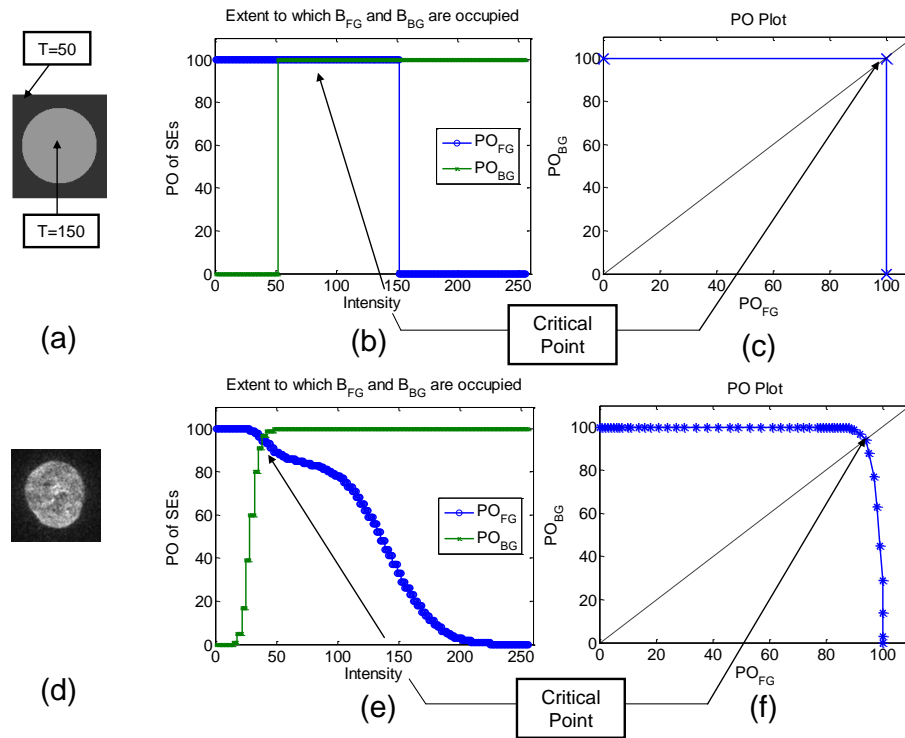 (a)
T=50
T=150
Extent to which B_FG and B_BG are occupied
PO of SEs
100
80
60
40
20
0
0 50 100 150 200 250
Intensity
PO_FG
PO_BG
(b)
PO Plot
PO_BG
100
80
60
40
20
0
0 20 40 60 80 100
PO_FG
(c)
Critical
Point
(d)
Extent to which B_FG and B_BG are occupied
PO of SEs
100
80
60
40
20
0
0 50 100 150 200 250
Intensity
PO_FG
PO_BG
(e)
PO Plot
PO_BG
100
80
60
40
20
0
0 20 40 60 80 100
PO_FG
(f)
Critical
Point